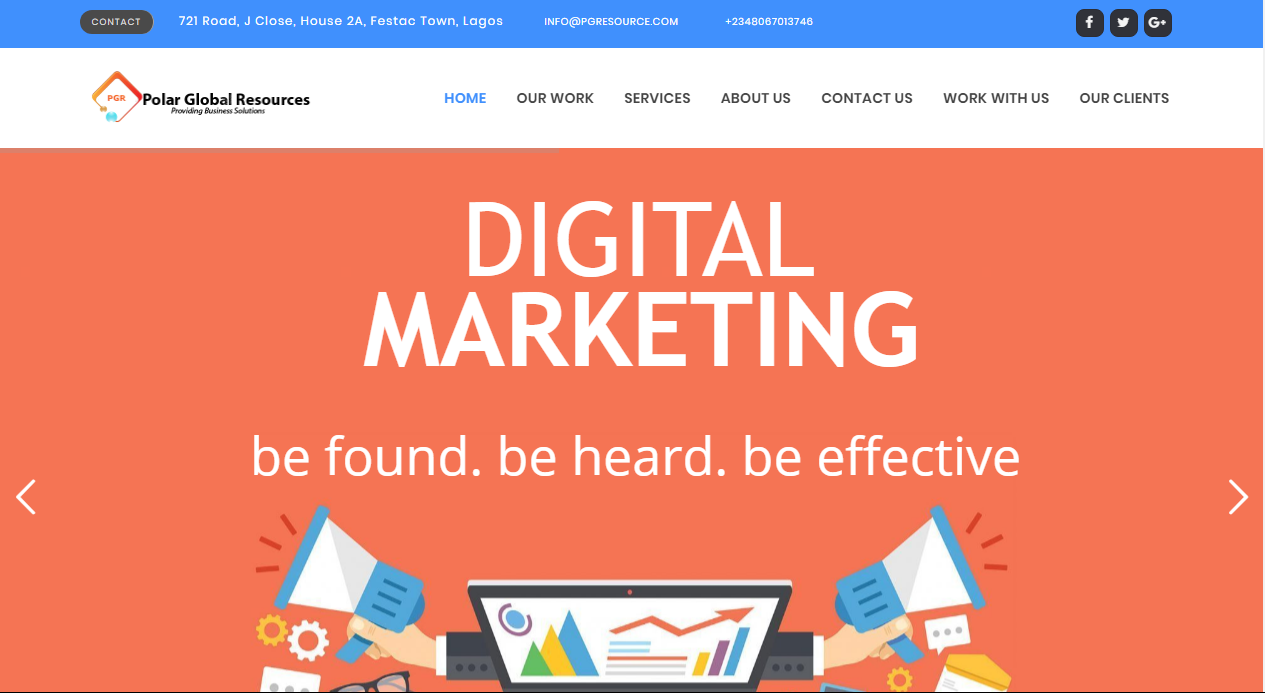 CONTACT 721 Road, J Close, House 2A, Festac Town, Lagos INFO@PGRESOURCE.COM +2348067013746
PGR Polar Global Resources
Providing Business Solutions
HOME OUR WORK SERVICES ABOUT US CONTACT US WORK WITH US OUR CLIENTS
DIGITAL
MARKETING
be found. be heard. be effective